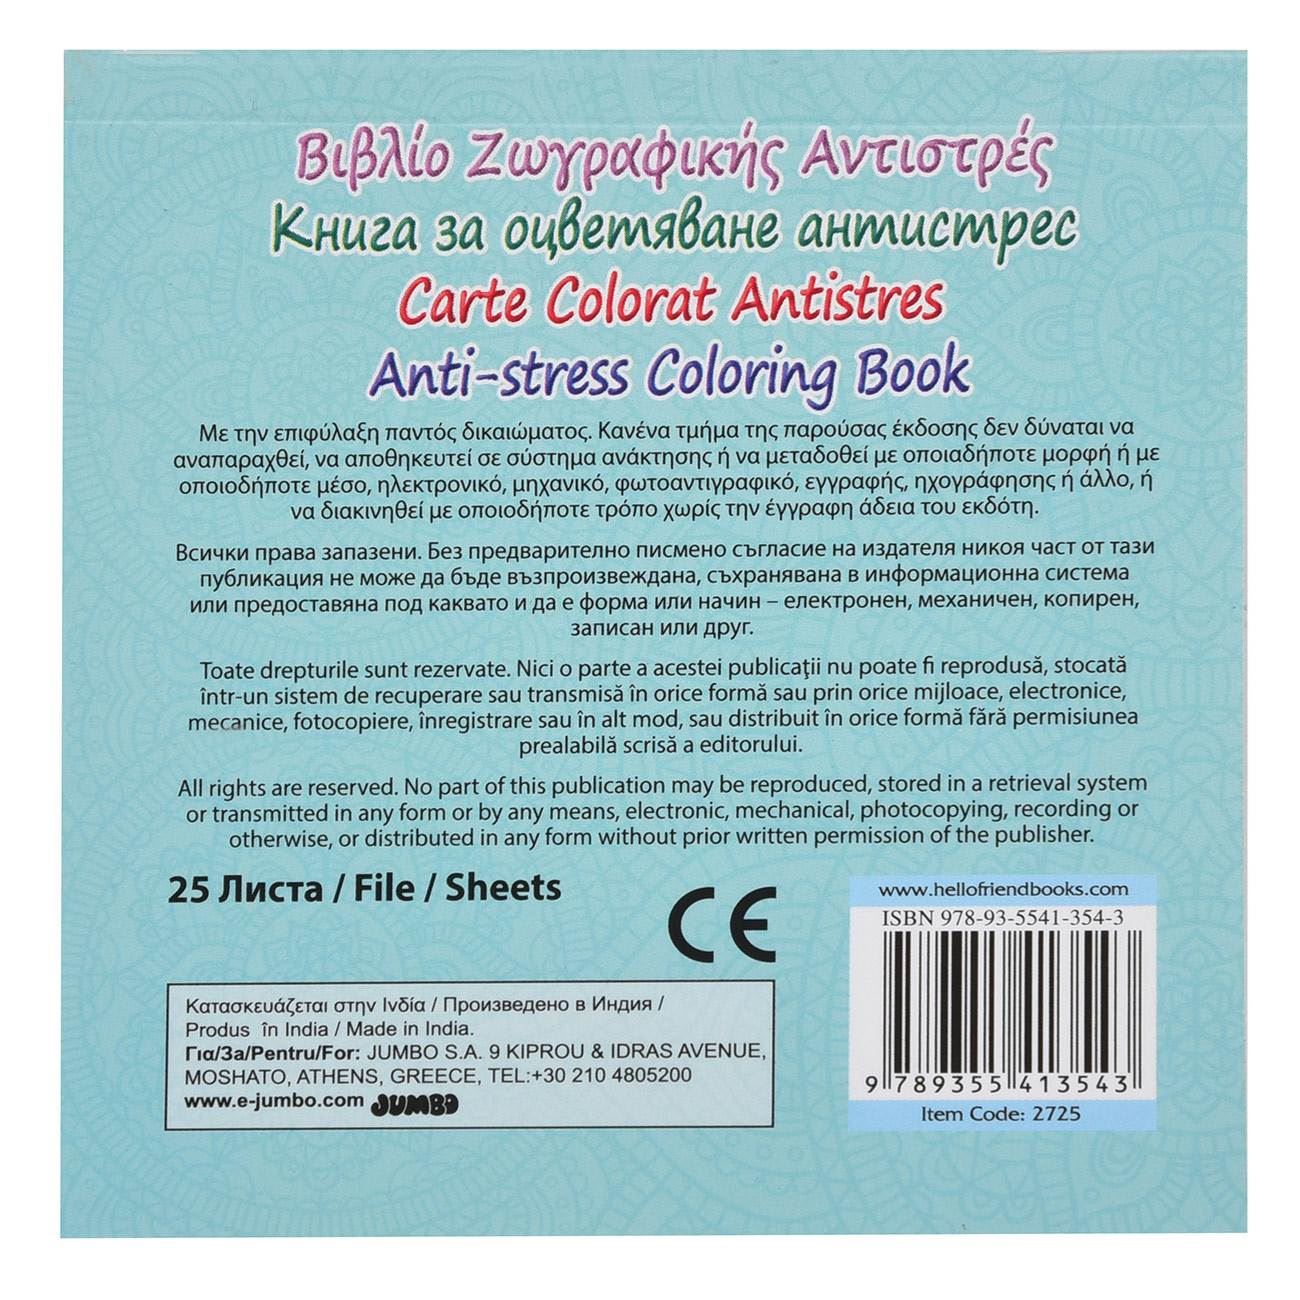 Βιβλίο Ζωγραφικής Αντιστρές
Книга за оцветяване антистрес
Carte Colorat Antistres
Anti-stress Coloring Book
Με την επιφύλαξη παντός δικαιώματος. Κανένα τμήμα της παρούσας έκδοσης δεν δύναται να
αναπαραχθεί, να αποθηκευτεί σε σύστημα ανάκτησης ή να μεταδοθεί με οποιαδήποτε μορφή ή με
οποιοδήποτε μέσο, ηλεκτρονικό, μηχανικό, φωτοαντιγραφικό, εγγραφής, ηχογράφησης ή άλλο, ή
να διακινηθεί με οποιοδήποτε τρόπο χωρίς την έγγραφη άδεια του εκδότη.
Всички права запазени. Без предварително писмено съгласие на издателя никоя част от тази
публикация не може да бъде възпроизвеждана, съхранявана в информационна система
или предоставяна под каквато и да е форма или начин – електронен, механичен, копирен,
записан или друг.
Toate drepturile sunt rezervate. Nici o parte a acestei publicaţii nu poate fi reprodusă, stocată
într-un sistem de recuperare sau transmisă în orice formă sau prin orice mijloace, electronice,
mecanice, fotocopiere, înregistrare sau în alt mod, sau distribuit în orice formă fără permisiunea
prealabilă scrisă a editorului.
All rights are reserved. No part of this publication may be reproduced, stored in a retrieval system
or transmitted in any form or by any means, electronic, mechanical, photocopying, recording or
otherwise, or distributed in any form without prior written permission of the publisher.
25 Листа / File / Sheets
CE
Κατασκευάζεται στην Ινδία / Произведено в Индия /
Produs în India / Made in India.
Για/За/Pentru/For: JUMBO S.A. 9 KIPROU & IDRAS AVENUE,
MOSHATO, ATHENS, GREECE, TEL:+30 210 4805200
www.e-jumbo.com JUMBO
www.hellofriendbooks.com
ISBN 978-93-5541-354-3
9 789355 413543
Item Code: 2725